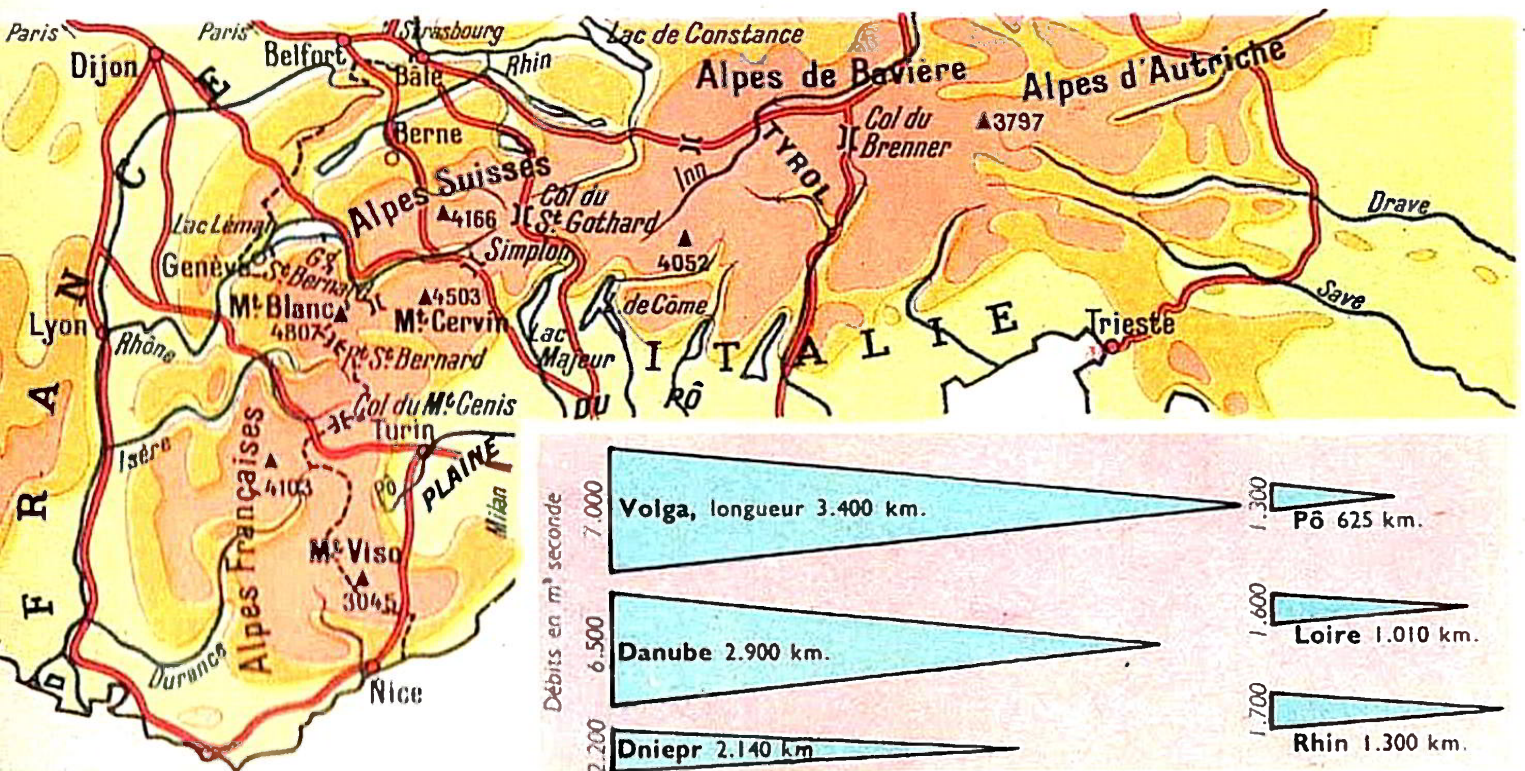 Paris
Paris
Strasbourg
Lac de Constance
Dijon
Belfort
Bâle
Rhin
Alpes de Bavière
Alpes d'Autriche
Berne
Col du
Brenner
3797
TYROL
Inn
Alpes Suisses
4166
Col du
St. Gothard
Drave
Lac Léman
Simplon
4052
Genève
Gd St Bernard
Mt Blanc
4807
4503
Mt Cervin
L. de Côme
Save
Trieste
Lyon
Rhône
Pt St Bernard
Lac
Majeur
ITALIE
Col du Mt Cenis
Turin
PLAINE
DU
PÔ
Isère
Alpes Françaises
4103
Pô
Milan
FRANCE
Mt Viso
3045
Durance
Nice
Débits en m³ seconde
7.000
Volga, longueur 3.400 km.
6.500
Danube 2.900 km.
2.200
Dniepr 2.140 km
1.300
Pô 625 km.
1.600
Loire 1.010 km.
1.700
Rhin 1.300 km.